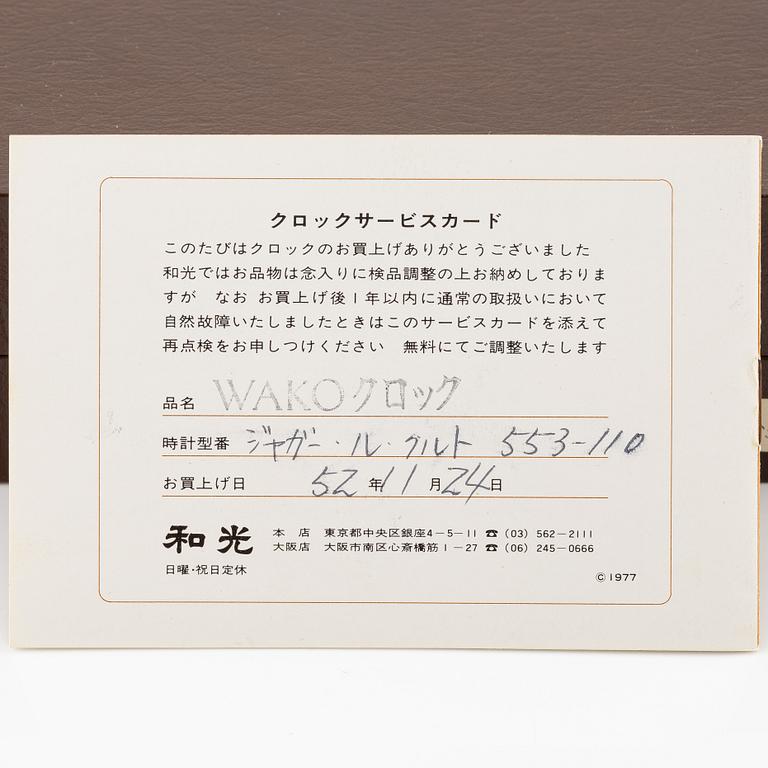 クロックサービスカード
このたびはクロックのお買上げありがとうございました
和光ではお品物は念入りに検品調整の上お納めしておりま
すが なお お買上げ後1年以内に通常の取扱いにおいて
自然故障いたしましたときはこのサービスカードを添えて
再点検をお申しつけください 無料にてご調整いたします
品名 WAKOクロック
時計型番 ジャガー・ル・クルト 553-110
お買上げ日 52年11月24日
和光 本店 東京都中央区銀座4-5-11 ☎ (03) 562-2111
大阪店 大阪市南区心斎橋筋1-27 ☎ (06) 245-0666
日曜・祝日定休
©1977